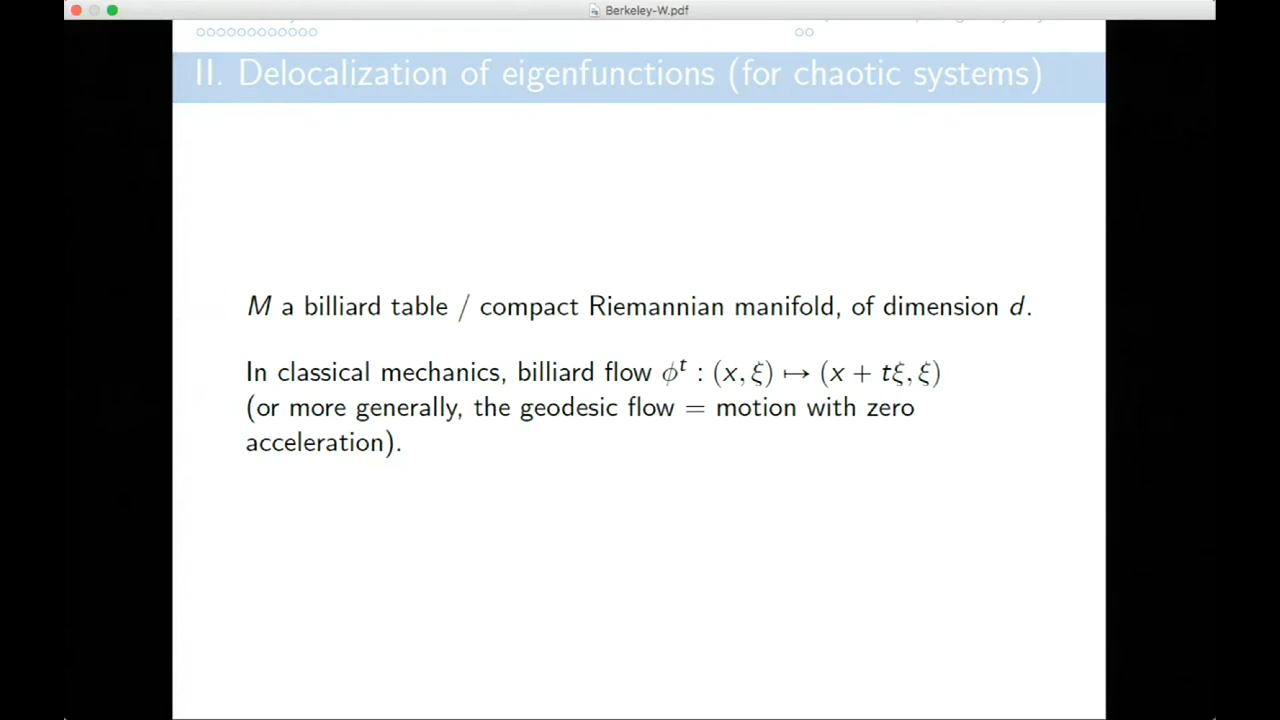 Berkeley-W.pdf
II. Delocalization of eigenfunctions (for chaotic systems)
M a billiard table / compact Riemannian manifold, of dimension d.
In classical mechanics, billiard flow ϕᵗ : (x, ξ) ↦ (x + tξ, ξ)
(or more generally, the geodesic flow = motion with zero
acceleration).